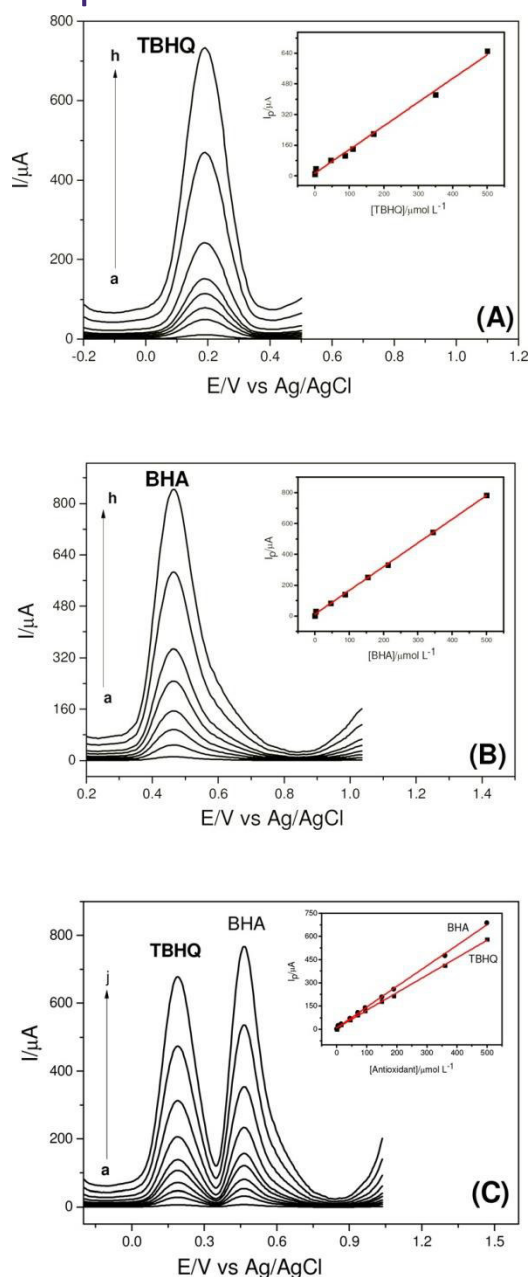 h
TBHQ
800
600
400
200
0
I/µA
a
-0.2 0.0 0.2 0.4 0.6 0.8 1.0 1.2
E/V vs Ag/AgCl
640
480
320
160
0
Ip/µA
0 100 200 300 400 500
[TBHQ]/µmol L-1
(A)
BHA
h
800
640
480
320
160
0
I/µA
a
0.2 0.4 0.6 0.8 1.0 1.2 1.4
E/V vs Ag/AgCl
800
600
400
200
0
Ip/µA
0 100 200 300 400 500
[BHA]/µmol L-1
(B)
BHA
TBHQ
j
800
600
400
200
0
I/µA
a
0.0 0.3 0.6 0.9 1.2 1.5
E/V vs Ag/AgCl
750
600
450
300
150
0
Ip/µA
BHA
TBHQ
0 100 200 300 400 500
[Antioxidant]/µmol L-1
(C)